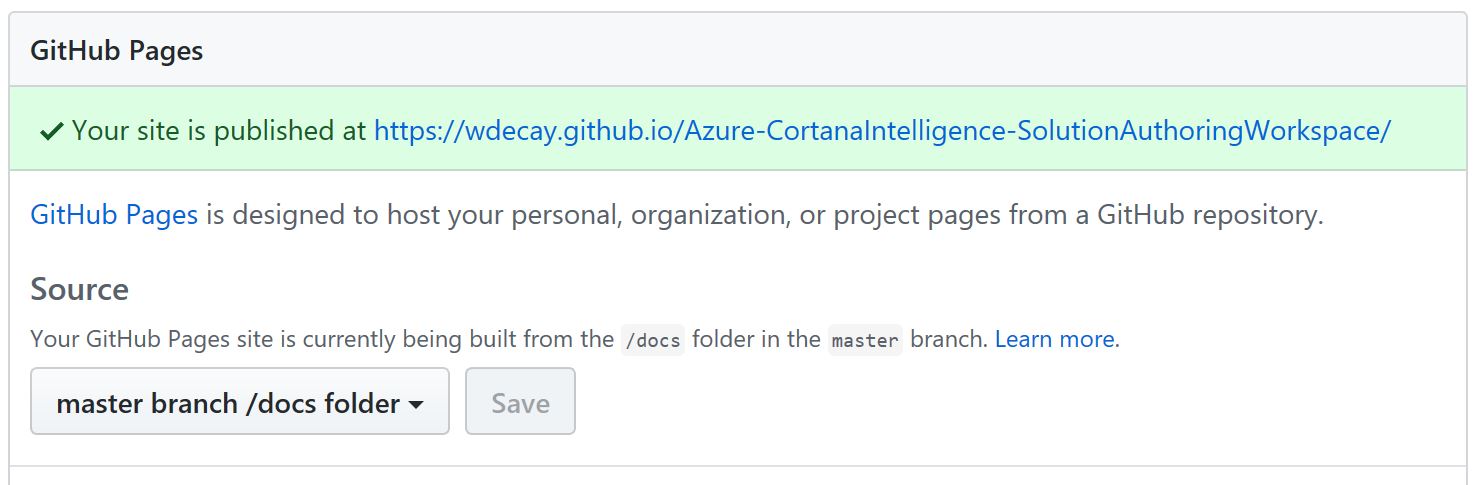 GitHub Pages
Your site is published at https://wdecay.github.io/Azure-CortanaIntelligence-SolutionAuthoringWorkspace/
GitHub Pages is designed to host your personal, organization, or project pages from a GitHub repository.
Source
Your GitHub Pages site is currently being built from the /docs folder in the master branch. Learn more.
master branch /docs folder Save